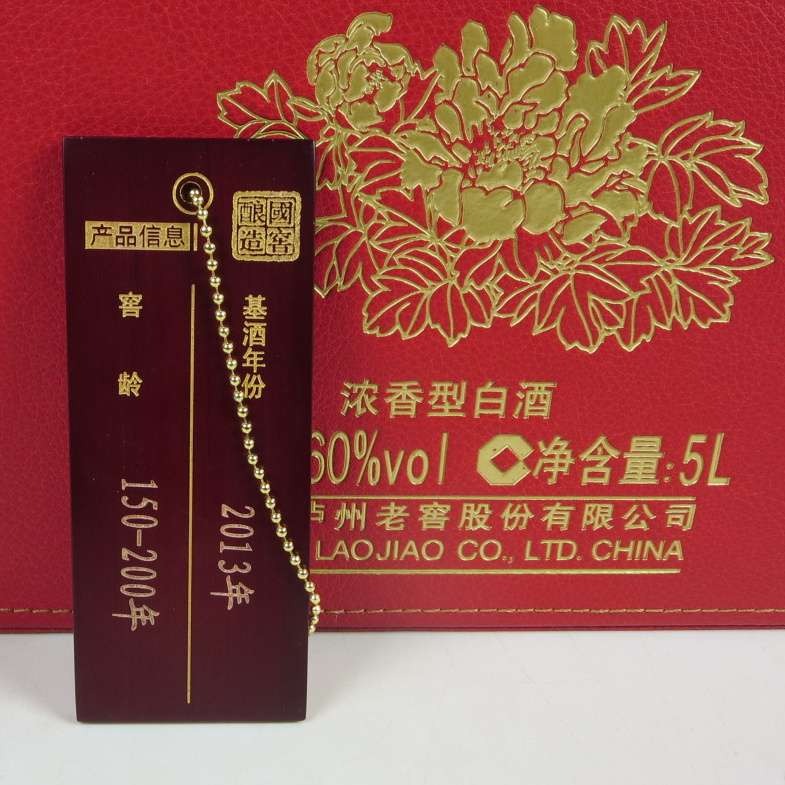 國窖
釀造
产品信息
基酒年份
2013年
窖龄
150-200年
浓香型白酒
60%vol 净含量:5L
泸州老窖股份有限公司
LAOJIAO CO., LTD. CHINA